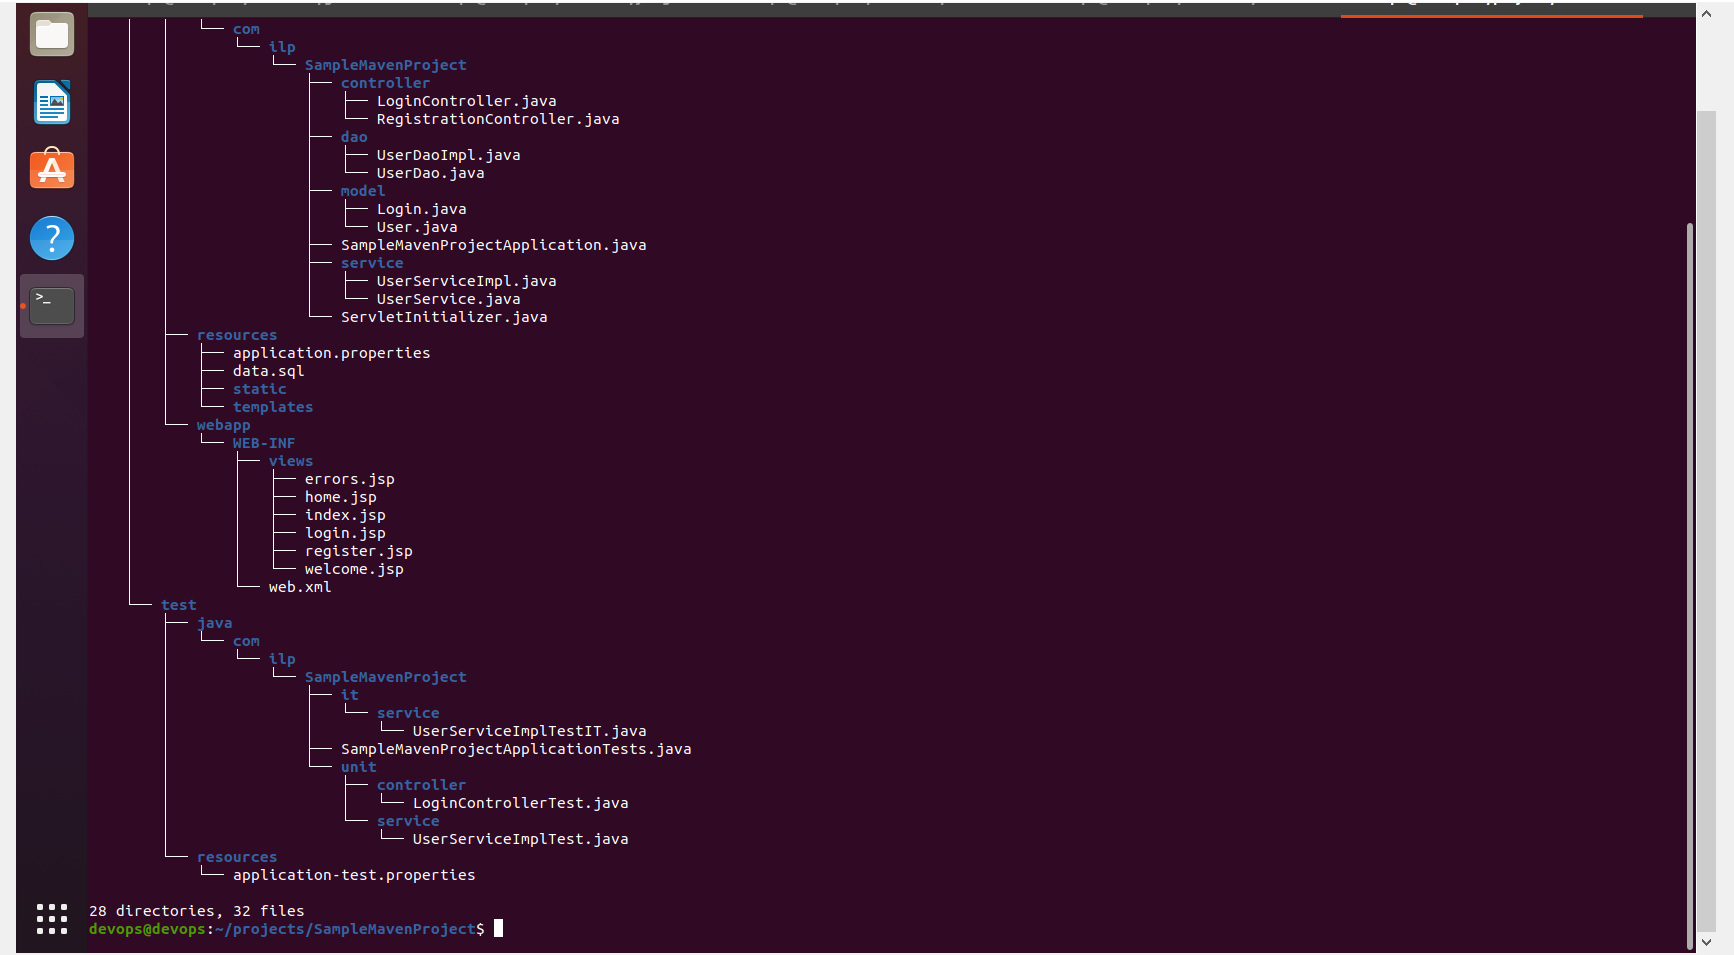 └── com
└── ilp
└── SampleMavenProject
├── controller
│   ├── LoginController.java
│   └── RegistrationController.java
├── dao
│   ├── UserDaoImpl.java
│   └── UserDao.java
├── model
│   ├── Login.java
│   └── User.java
├── SampleMavenProjectApplication.java
├── service
│   ├── UserServiceImpl.java
│   └── UserService.java
└── ServletInitializer.java
├── resources
│   ├── application.properties
│   ├── data.sql
│   ├── static
│   └── templates
└── webapp
└── WEB-INF
├── views
│   ├── errors.jsp
│   ├── home.jsp
│   ├── index.jsp
│   ├── login.jsp
│   ├── register.jsp
│   └── welcome.jsp
└── web.xml
└── test
├── java
│   └── com
│       └── ilp
│           └── SampleMavenProject
│               ├── it
│               │   └── service
│               │       └── UserServiceImplTestIT.java
│               ├── SampleMavenProjectApplicationTests.java
│               └── unit
│                   ├── controller
│                   │   └── LoginControllerTest.java
│                   └── service
│                       └── UserServiceImplTest.java
└── resources
└── application-test.properties
28 directories, 32 files
devops@devops:~/projects/SampleMavenProject$